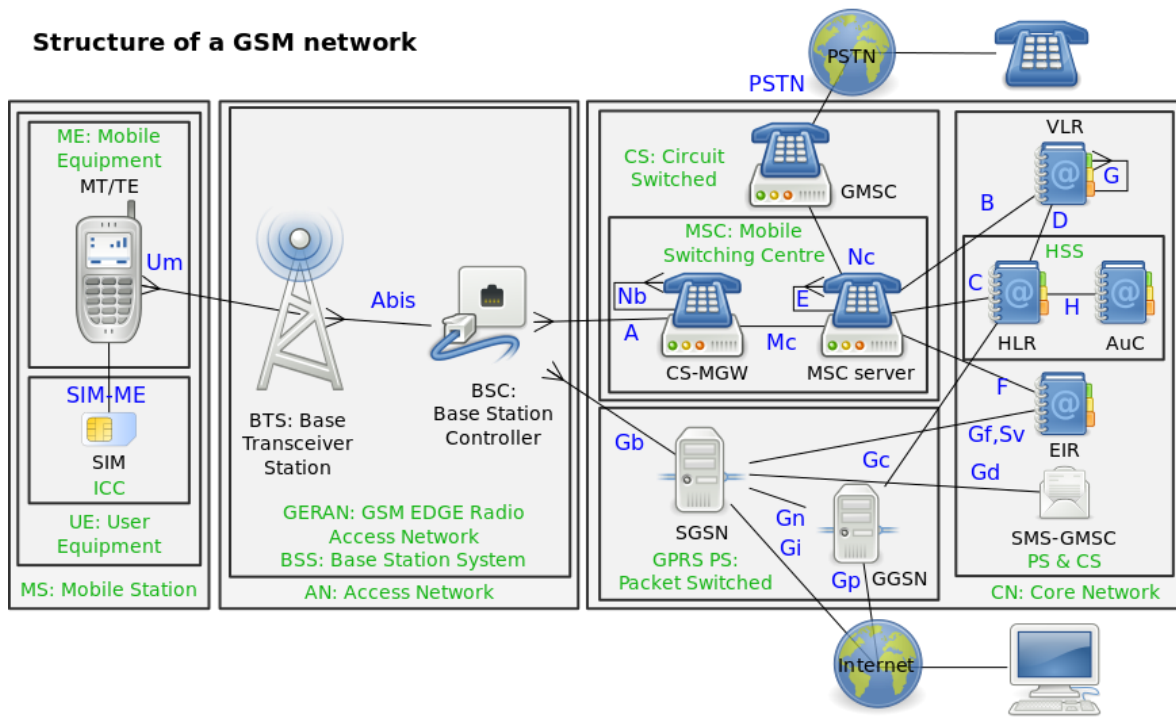 Structure of a GSM network
PSTN
PSTN
ME: Mobile
Equipment
MT/TE
Um
SIM-ME
SIM
ICC
UE: User
Equipment
MS: Mobile Station
Abis
BTS: Base
Transceiver
Station
BSC:
Base Station
Controller
GERAN: GSM EDGE Radio
Access Network
BSS: Base Station System
AN: Access Network
CS: Circuit
Switched
GMSC
MSC: Mobile
Switching Centre
Nc
Nb
E
A
Mc
CS-MGW
MSC server
VLR
G
B
D
HSS
C
H
HLR
AuC
F
Gf,Sv
EIR
Gb
Gc
Gd
SGSN
Gn
Gi
GPRS PS:
Packet Switched
Gp
GGSN
SMS-GMSC
PS & CS
CN: Core Network
Internet